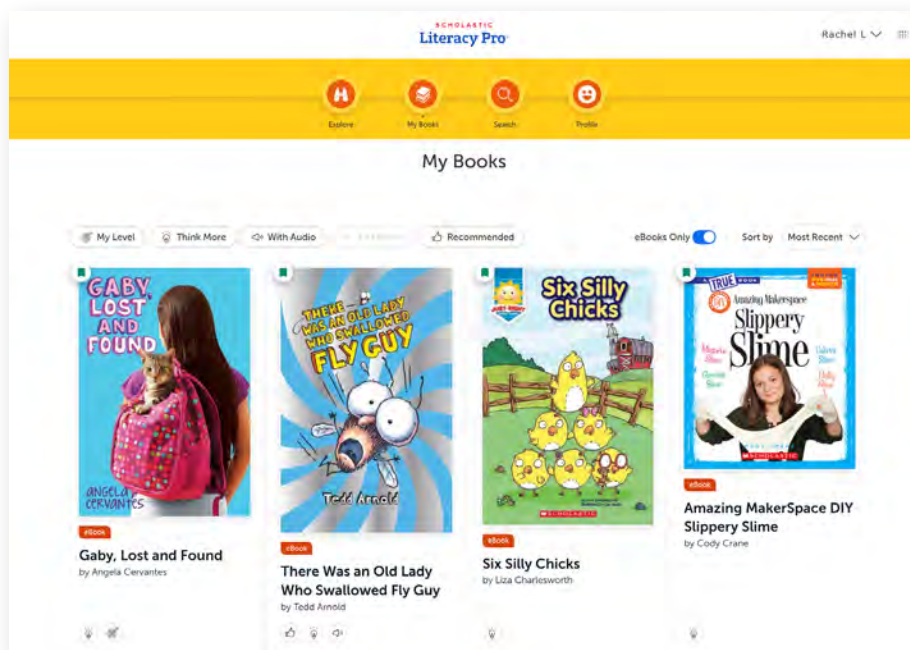 SCHOLASTIC
Literacy Pro
Rachel L
Explore
My Books
Search
Profile
My Books
My Level
Think More
With Audio
Recommended
eBooks Only
Sort by
Most Recent
GABY,
LOST
AND
FOUND
ANGELA
CERVANTES
eBook
Gaby, Lost and Found
by Angela Cervantes
THERE
WAS AN OLD LADY
WHO SWALLOWED
FLY GUY
Tedd Arnold
eBook
There Was an Old Lady
Who Swallowed Fly Guy
by Tedd Arnold
Six Silly
Chicks
SCHOLASTIC
eBook
Six Silly Chicks
by Liza Charlesworth
A TRUE BOOK
Amazing Makerspace
Slippery
Slime
SCHOLASTIC
eBook
Amazing MakerSpace DIY
Slippery Slime
by Cody Crane